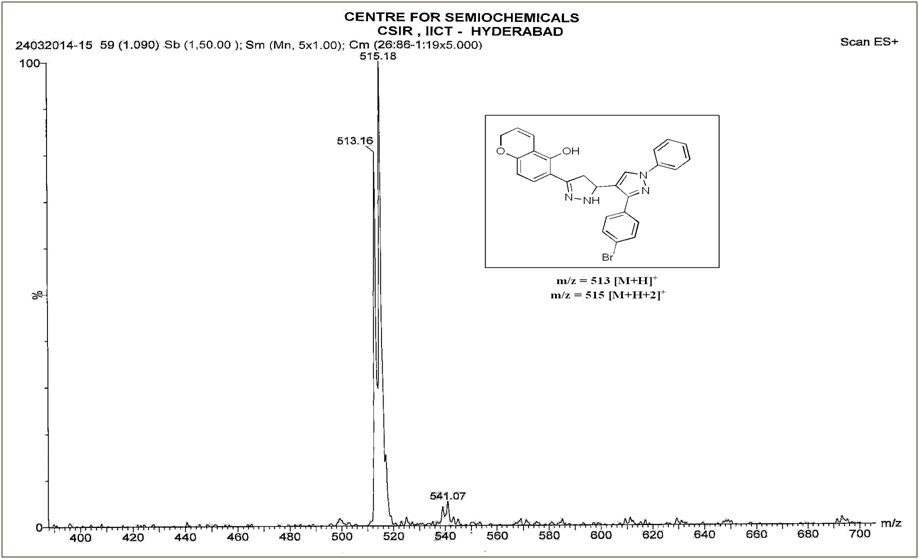 CENTRE FOR SEMIOCHEMICALS
CSIR , IICT - HYDERABAD
24032014-15 59 (1.090) Sb (1,50.00 ); Sm (Mn, 5x1.00); Cm (26:86-1:19x5.000)
Scan ES+
515.18
100
513.16
O
OH
N
N
N
NH
N
Br
m/z = 513 [M+H]+
m/z = 515 [M+H+2]+
%
541.07
0
400 420 440 460 480 500 520 540 560 580 600 620 640 660 680 700 m/z